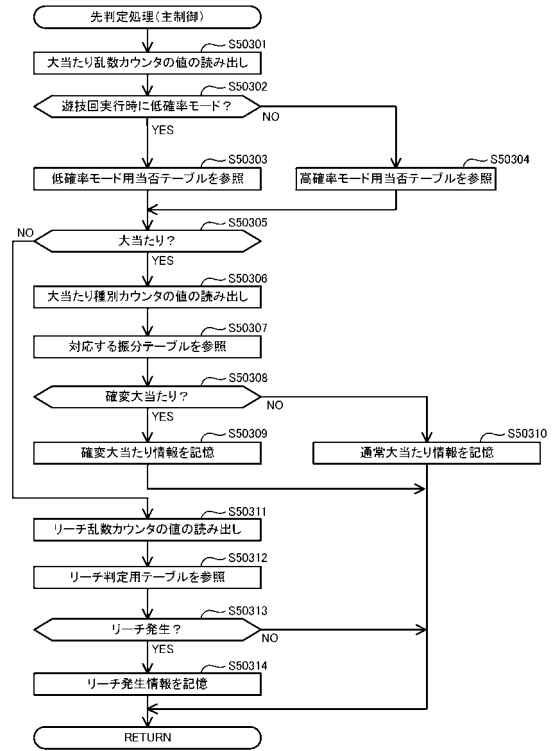 先判定処理(主制御)
S50301
大当たり乱数カウンタの値の読み出し
S50302
遊技回実行時に低確率モード？
NO
YES
S50303
低確率モード用当否テーブルを参照
S50304
高確率モード用当否テーブルを参照
S50305
NO
大当たり？
YES
S50306
大当たり種別カウンタの値の読み出し
S50307
対応する振分テーブルを参照
S50308
確変大当たり？
NO
YES
S50309
確変大当たり情報を記憶
S50310
通常大当たり情報を記憶
S50311
リーチ乱数カウンタの値の読み出し
S50312
リーチ判定用テーブルを参照
S50313
リーチ発生？
NO
YES
S50314
リーチ発生情報を記憶
RETURN